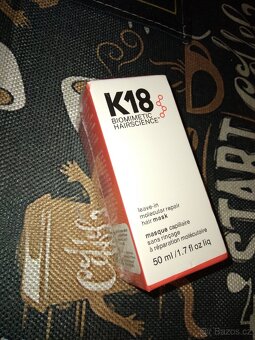 K18
BIOMIMETIC
HAIRSCIENCE
leave-in
molecular repair
hair mask
masque capillaire
sans rinçage
à réparation moléculaire
50 ml/1.7 fl oz liq
START
Bazos.cz